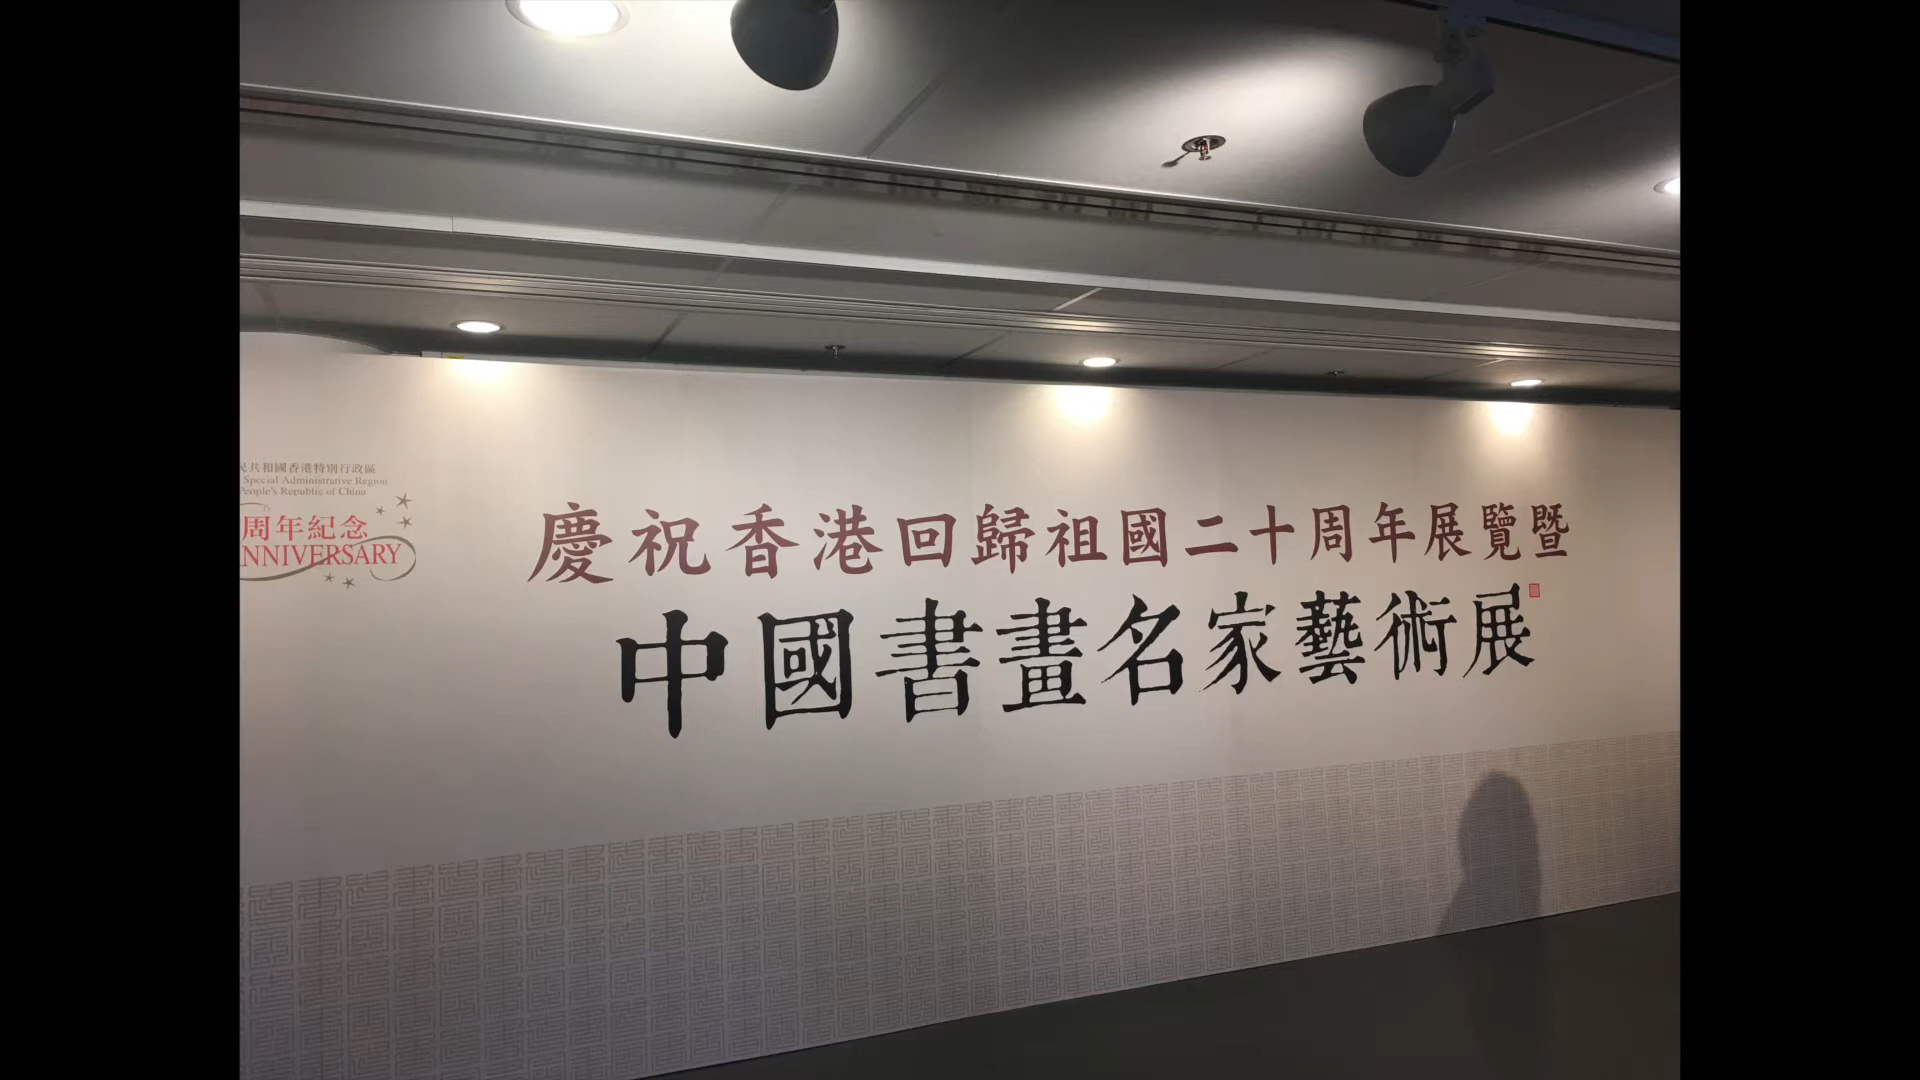 民共和國香港特別行政區
Special Administrative Region
People's Republic of China
周年紀念
ANNIVERSARY
慶祝香港回歸祖國二十周年展覽暨
中國書畫名家藝術展